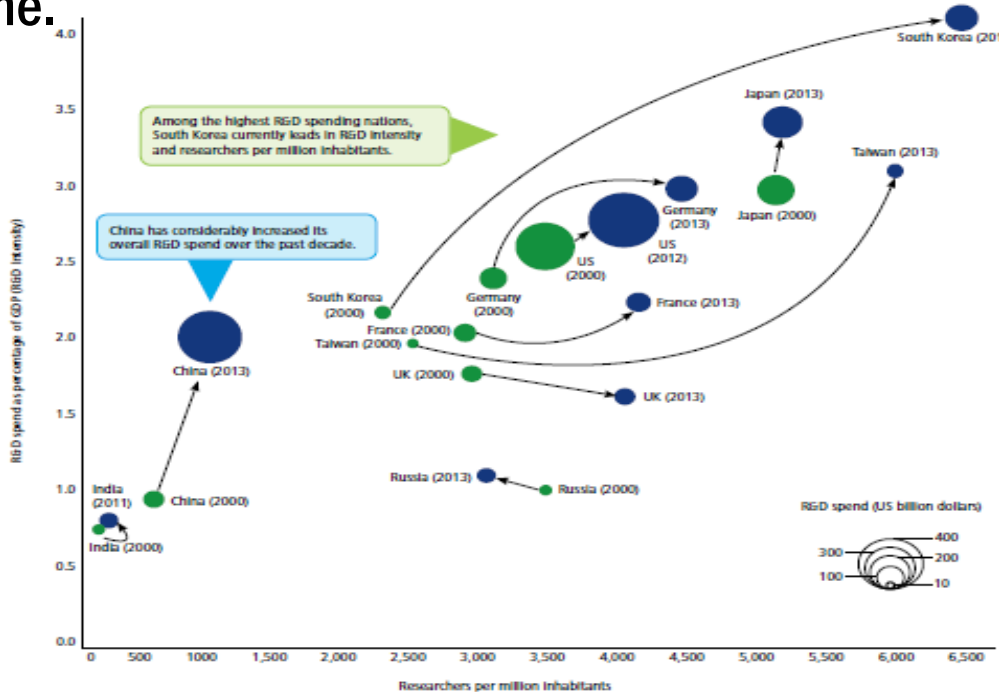 ne.
4.0
3.5
3.0
2.5
2.0
1.5
1.0
0.5
0.0
R&D spend as percentage of GDP (R&D Intensity)
Among the highest R&D spending nations,
South Korea currently leads in R&D intensity
and researchers per million inhabitants.
China has considerably increased its
overall R&D spend over the past decade.
South Korea (201
Japan (2013)
Taiwan (2013)
Germany
(2013)
Japan (2000)
US
(2012)
US
(2000)
Germany
(2000)
South Korea
(2000)
France (2013)
France (2000)
Taiwan (2000)
China (2013)
UK (2000)
UK (2013)
Russia (2013)
Russia (2000)
India
(2011)
China (2000)
India (2000)
R&D spend (US billion dollars)
400
300
200
100
10
0 500 1000 1,500 2,000 2,500 3,000 3,500 4,000 4,500 5,000 5,500 6,000 6,500
Researchers per million inhabitants